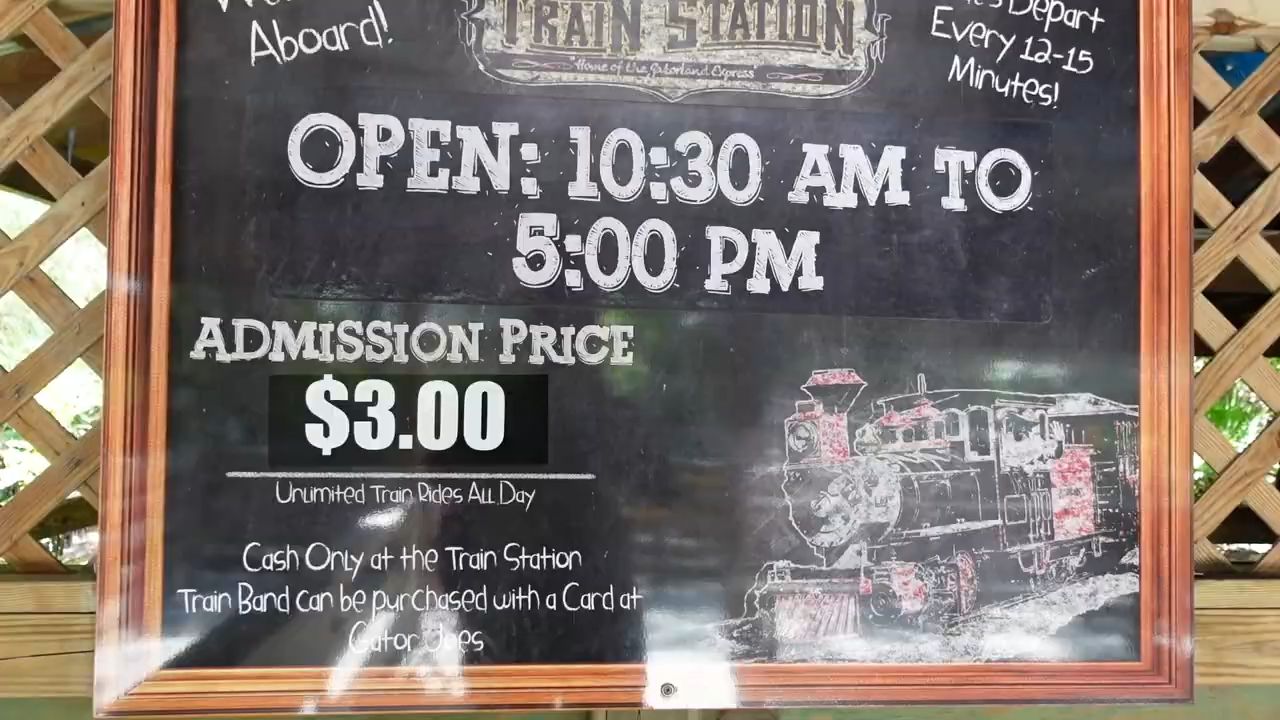 Aboard!
TRAIN STATION
"Home of the Gatorland Express"
Depart
Every 12-15
Minutes!
OPEN: 10:30 AM TO
5:00 PM
ADMISSION PRICE
$3.00
Unlimited Train Rides All Day
Cash Only at the Train Station
Train Band can be purchased with a Card at
Gator Joes